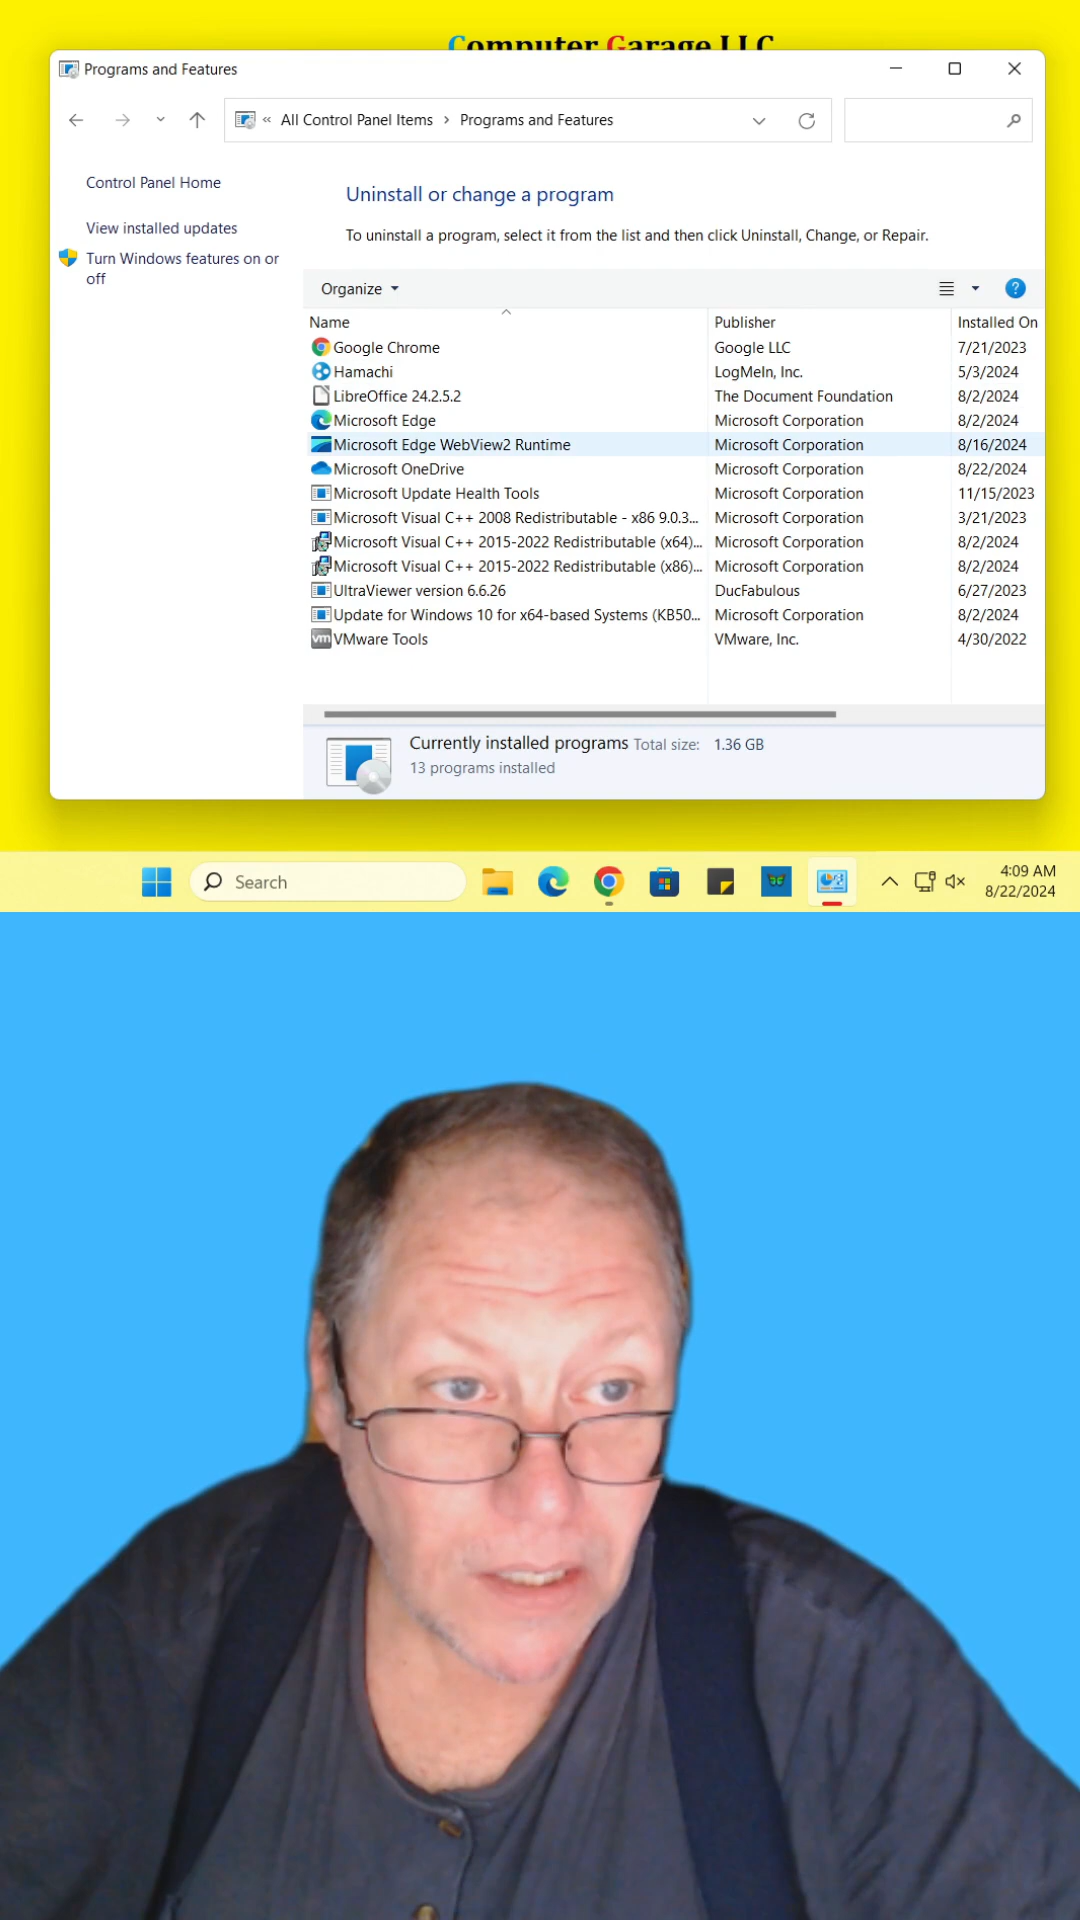 Computer Garage LLC
Programs and Features
« All Control Panel Items › Programs and Features
Control Panel Home
View installed updates
Turn Windows features on or
off
Uninstall or change a program
To uninstall a program, select it from the list and then click Uninstall, Change, or Repair.
Organize
Name Publisher Installed On
Google Chrome Google LLC 7/21/2023
Hamachi LogMeIn, Inc. 5/3/2024
LibreOffice 24.2.5.2 The Document Foundation 8/2/2024
Microsoft Edge Microsoft Corporation 8/2/2024
Microsoft Edge WebView2 Runtime Microsoft Corporation 8/16/2024
Microsoft OneDrive Microsoft Corporation 8/22/2024
Microsoft Update Health Tools Microsoft Corporation 11/15/2023
Microsoft Visual C++ 2008 Redistributable - x86 9.0.3... Microsoft Corporation 3/21/2023
Microsoft Visual C++ 2015-2022 Redistributable (x64)... Microsoft Corporation 8/2/2024
Microsoft Visual C++ 2015-2022 Redistributable (x86)... Microsoft Corporation 8/2/2024
UltraViewer version 6.6.26 DucFabulous 6/27/2023
Update for Windows 10 for x64-based Systems (KB50... Microsoft Corporation 8/2/2024
vm VMware Tools VMware, Inc. 4/30/2022
Currently installed programs Total size: 1.36 GB
13 programs installed
Search
4:09 AM
8/22/2024